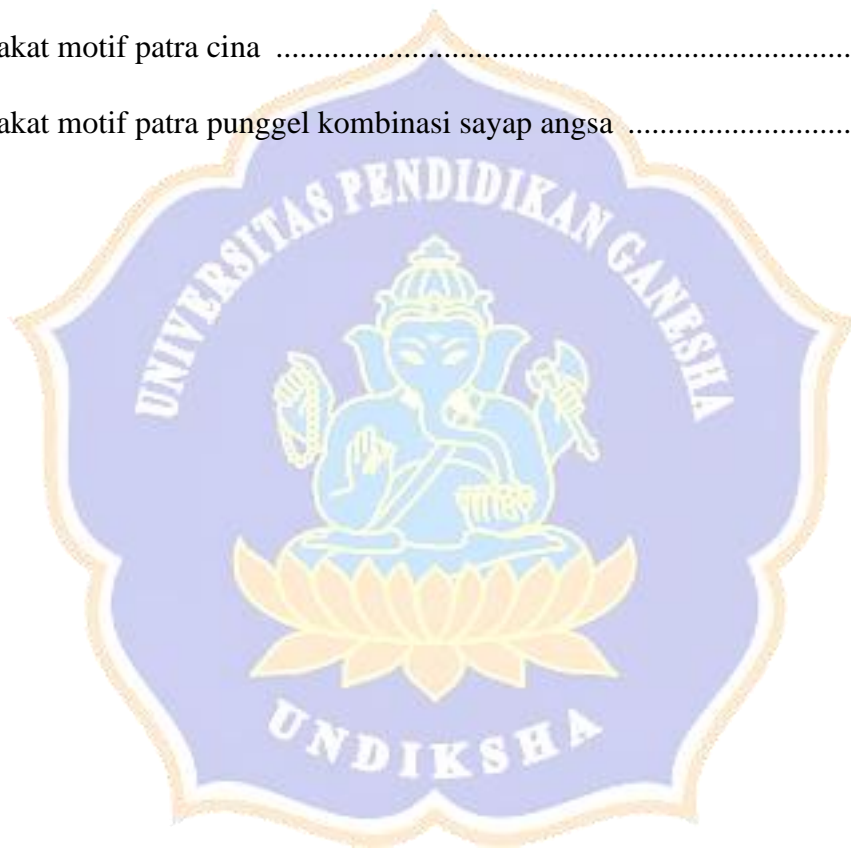 akat motif patra cina ........................................................................
akat motif patra punggel kombinasi sayap angsa ............................
UNIVERSITAS PENDIDIKAN GANESHA
UNDIKSHA